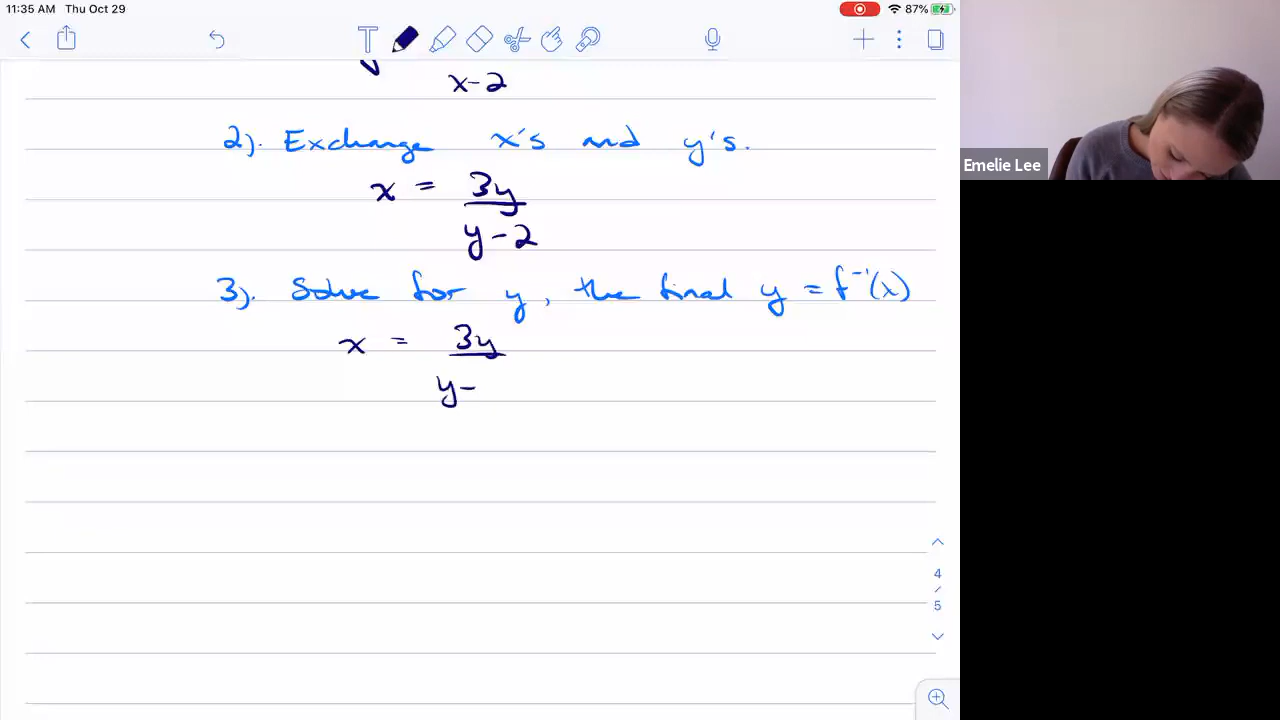 11:35 AM Thu Oct 29
87%
x-2
2). Exchange x's and y's.
x = 3y
y-2
3). Solve for y, the final y = f⁻¹(x)
x = 3y
y-
4
/
5
Emelie Lee